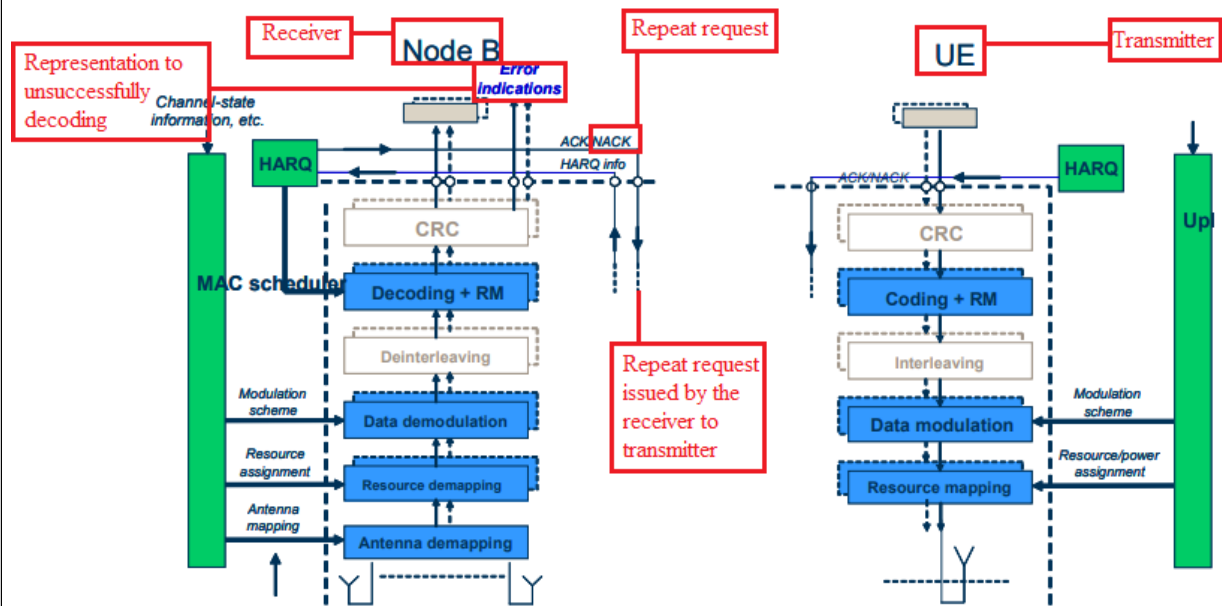 Receiver
Node B
Repeat request
UE
Transmitter
Representation to
unsuccessfully
decoding
Error
indications
Channel-state
information, etc.
ACK/NACK
HARQ
HARQ info
MAC scheduler
CRC
Decoding + RM
Deinterleaving
Modulation
scheme
Data demodulation
Resource
assignment
Resource demapping
Antenna
mapping
Antenna demapping
Repeat request
issued by the
receiver to
transmitter
ACK/NACK
HARQ
Upl
CRC
Coding + RM
Interleaving
Data modulation
Modulation
scheme
Resource mapping
Resource/power
assignment